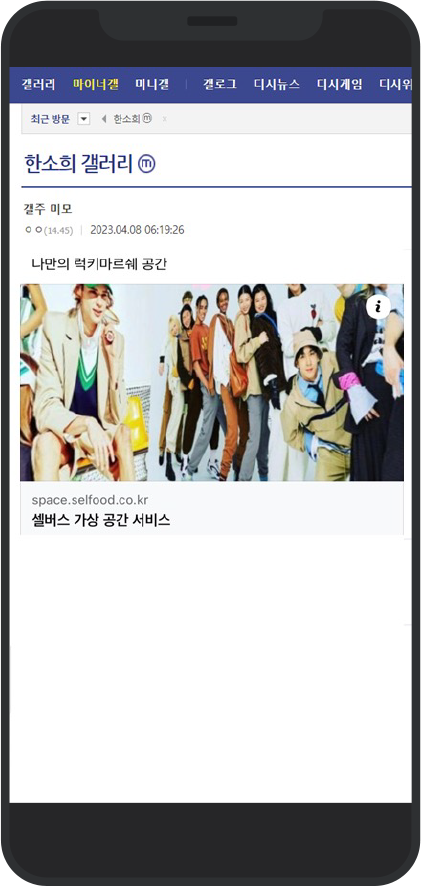 갤러리 마이너갤 미니갤 갤로그 디시뉴스 디시게임 디시위
최근 방문 한소희 ⓜ
한소희 갤러리 ⓜ
갤주 미모
ㅇㅇ(14.45) 2023.04.08 06:19:26
나만의 럭키마르쉐 공간
i
space.selfood.co.kr
셀버스 가상 공간 서비스